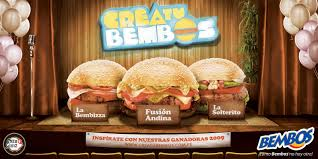 CREA TU
BEMBOS
La
Bembizza
Fusión
Andina
La
Solterito
INSPÍRATE CON NUESTRAS GANADORAS 2009
BEMBOS